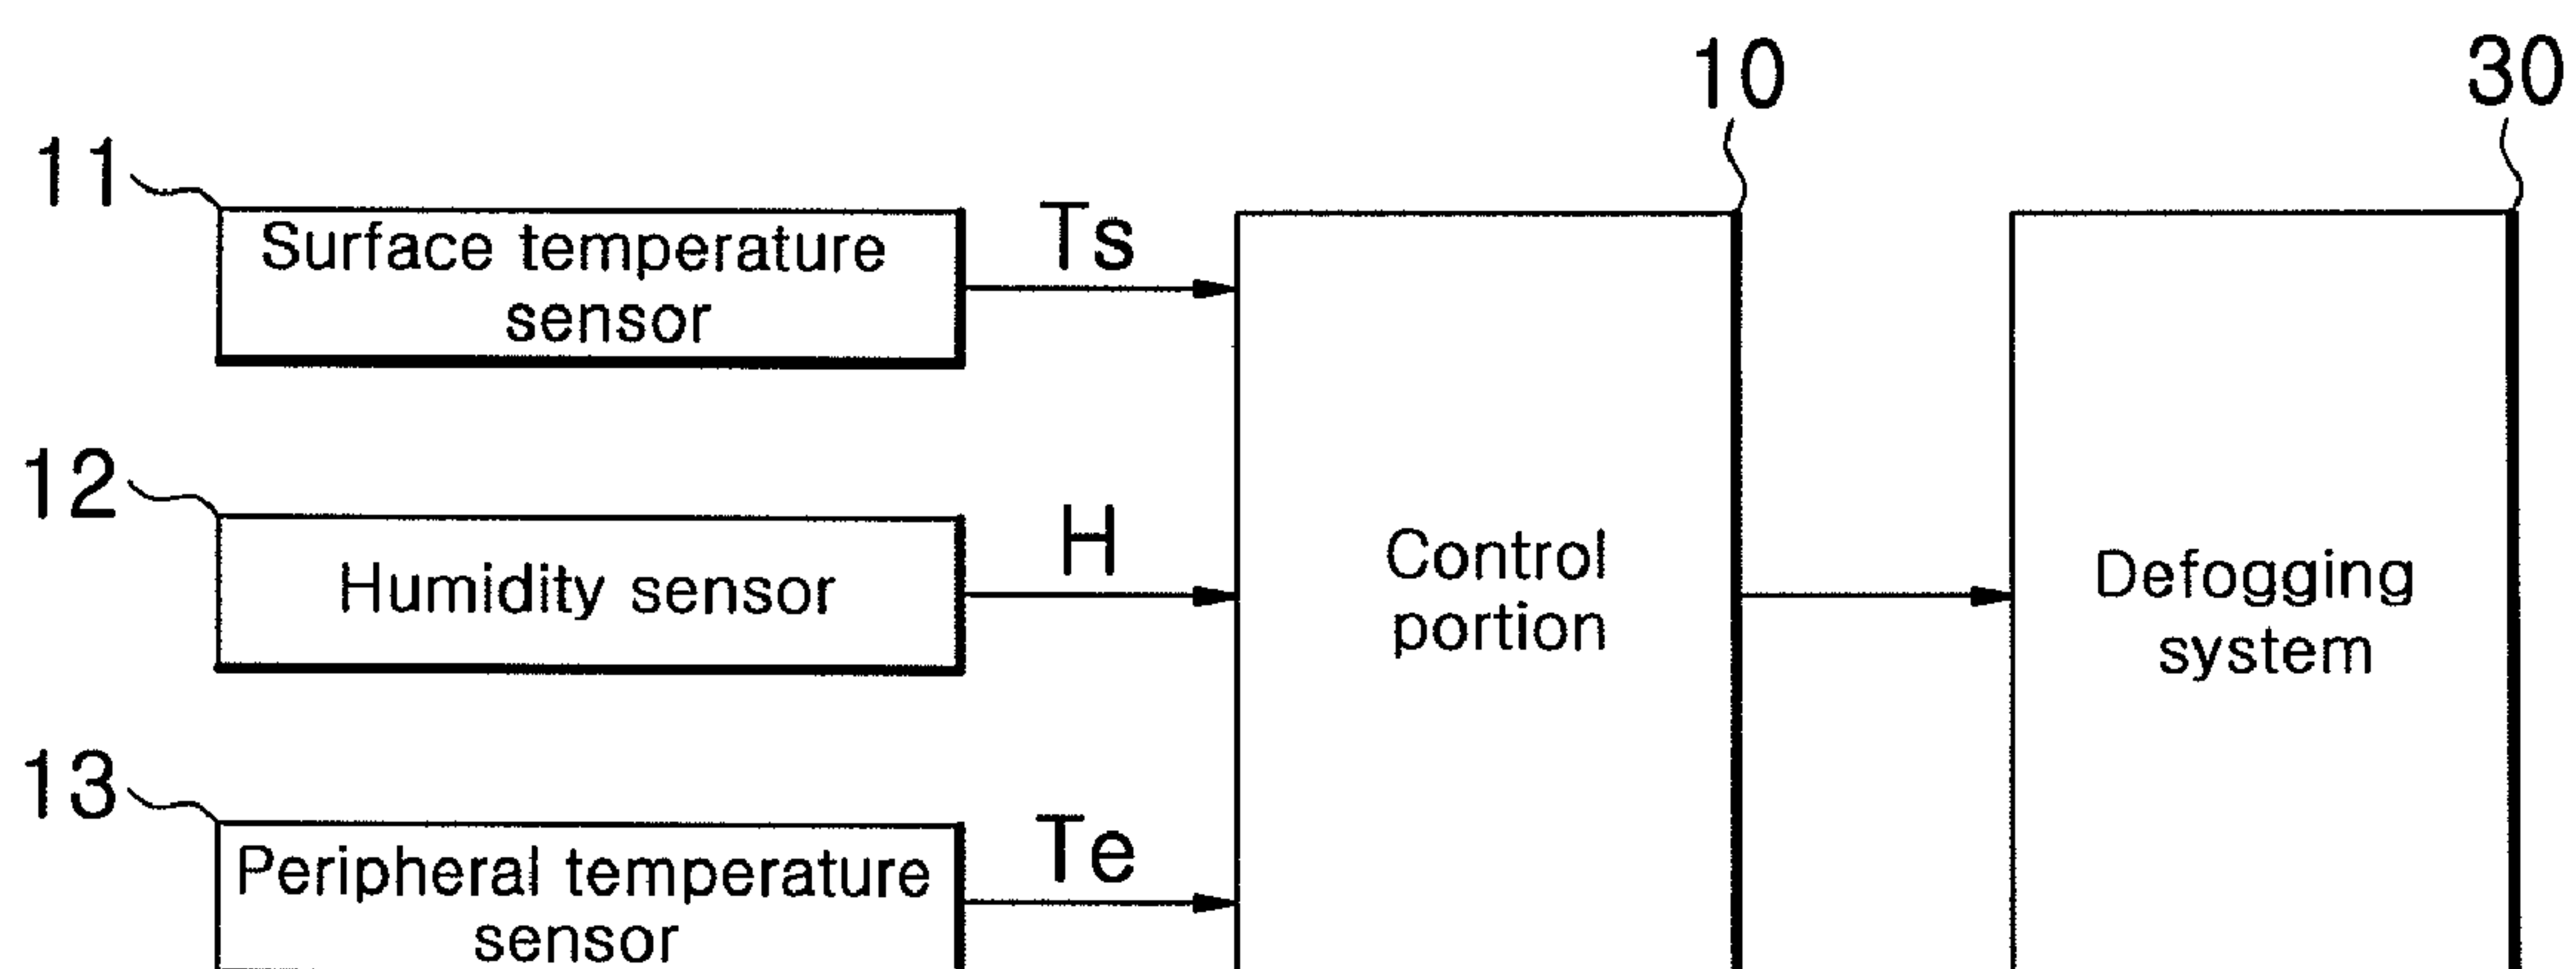 10
30
11
Surface temperature
sensor
Ts
12
Humidity sensor
H
Control
portion
Defogging
system
13
Peripheral temperature
sensor
Te